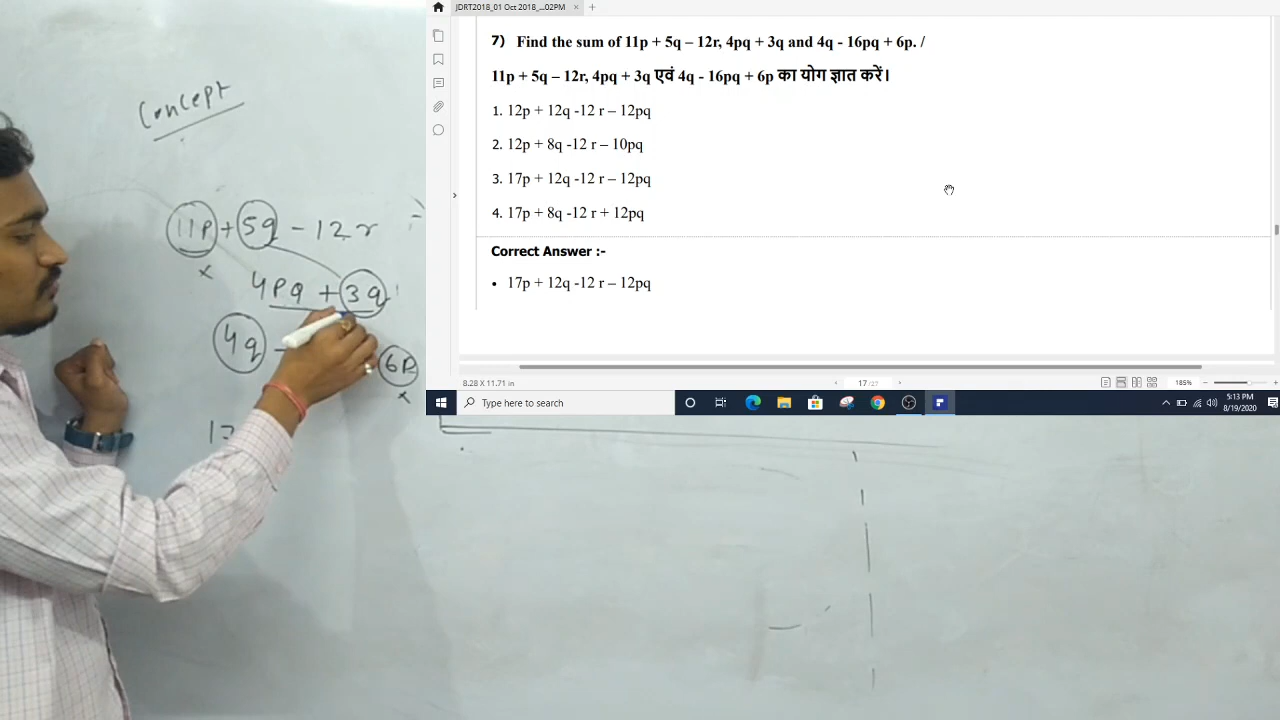 Concept
11p + 5q - 12r
4pq + 3q
4q -
6p
x
x
JDRT2018_01 Oct 2018_...02PM
7) Find the sum of 11p + 5q – 12r, 4pq + 3q and 4q - 16pq + 6p. /
11p + 5q – 12r, 4pq + 3q एवं 4q - 16pq + 6p का योग ज्ञात करें।
1. 12p + 12q -12 r – 12pq
2. 12p + 8q -12 r – 10pq
3. 17p + 12q -12 r – 12pq
4. 17p + 8q -12 r + 12pq
Correct Answer :-
• 17p + 12q -12 r – 12pq
8.28 X 11.71 in
17 /27
185%
Type here to search
5:13 PM
8/19/2020